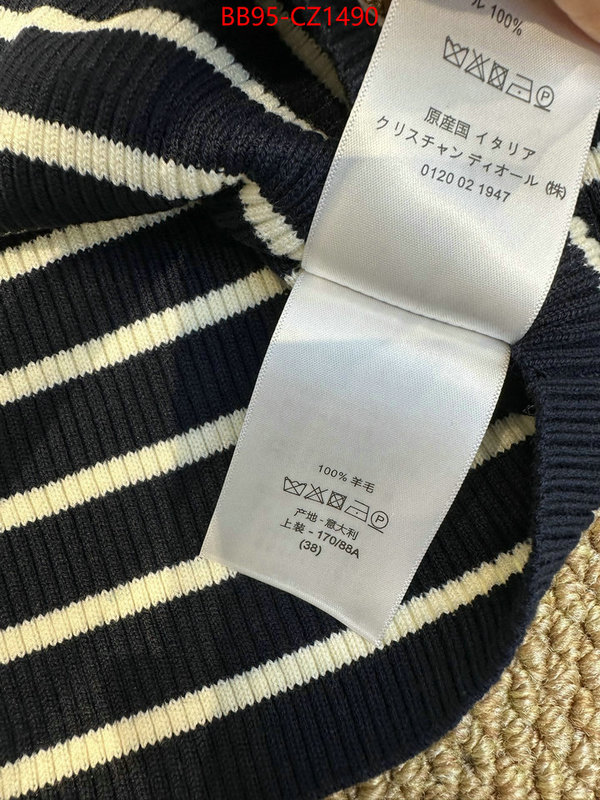 BB95-CZ1490
ル 100%
原産国 イタリア
クリスチャン ディオール (株)
0120 02 1947
100% 羊毛
产地 - 意大利
上装 - 170/88A
(38)